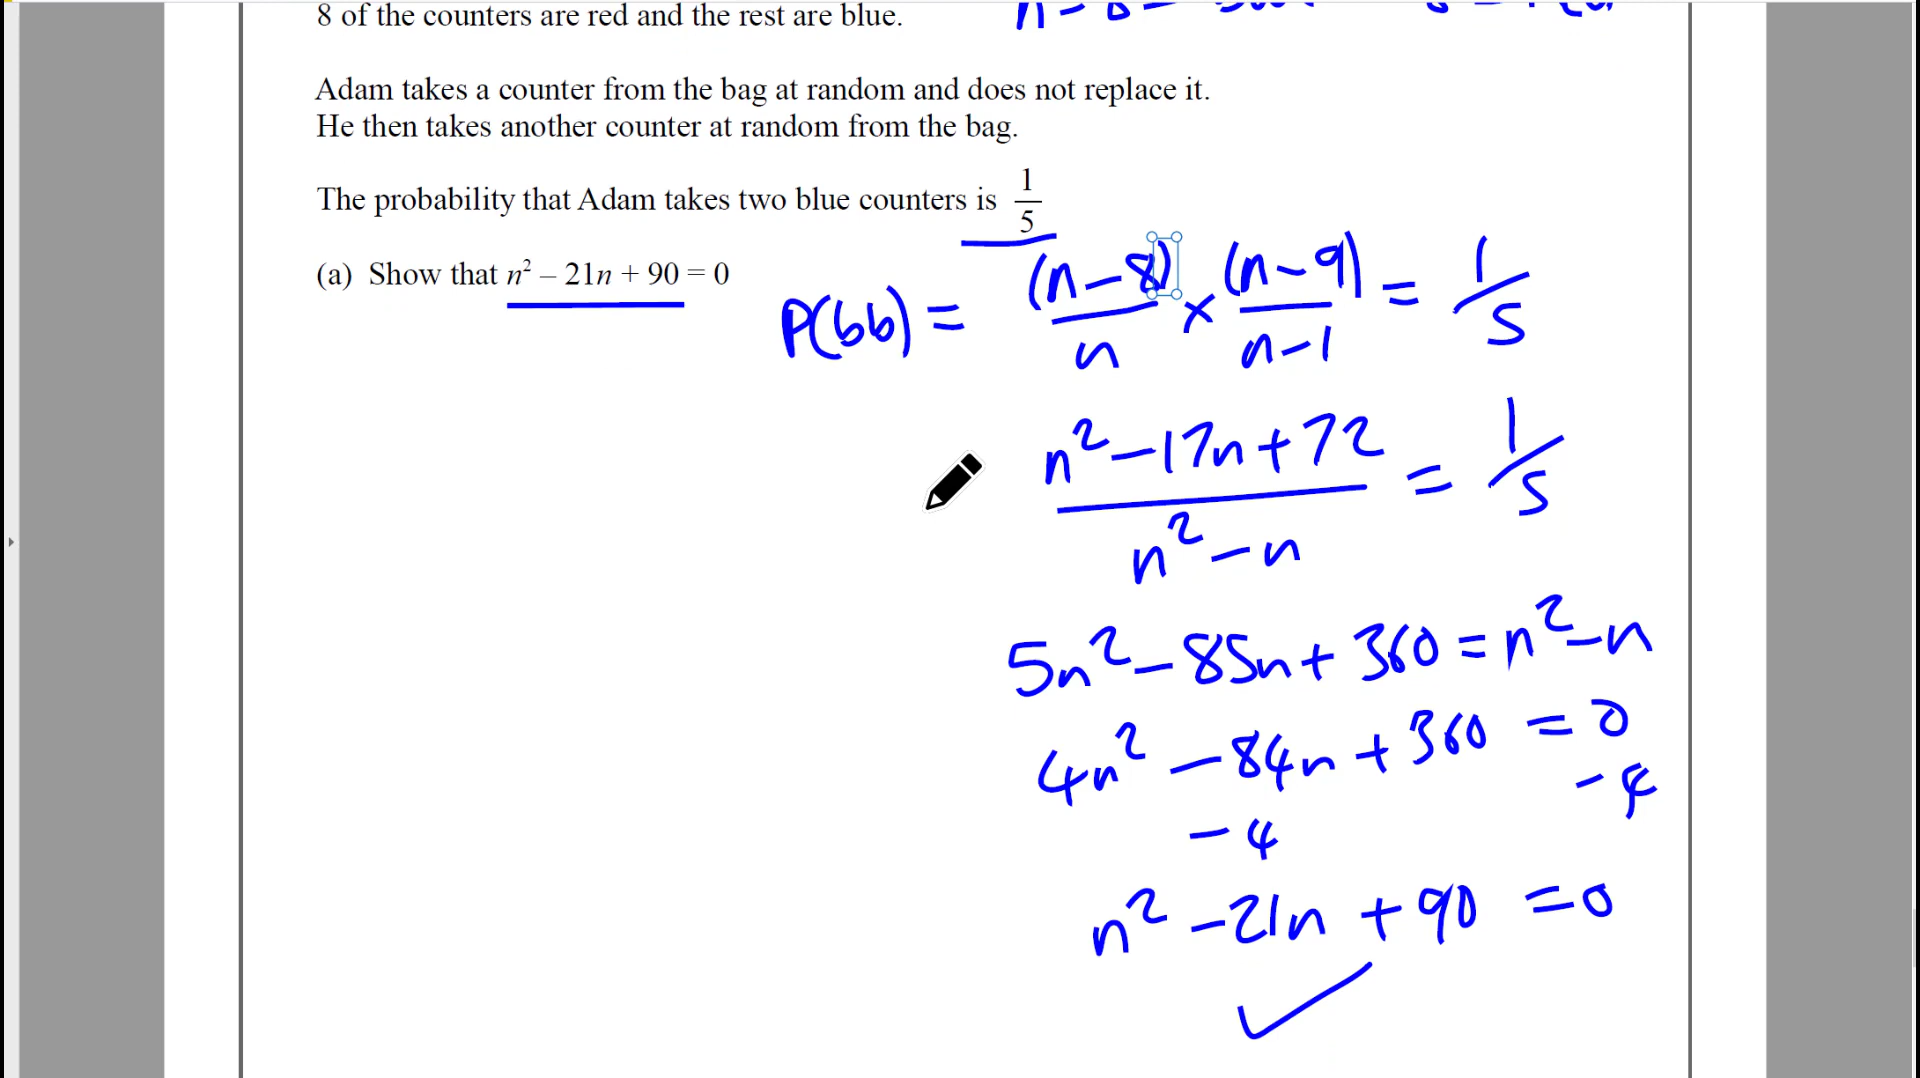 8 of the counters are red and the rest are blue.
Adam takes a counter from the bag at random and does not replace it.
He then takes another counter at random from the bag.
The probability that Adam takes two blue counters is 1/5
(a) Show that n² – 21n + 90 = 0
P(bb) = (n-8)/n × (n-9)/n-1 = 1/5
n²-17n+72/n²-n = 1/5
5n²-85n+360=n²-n
4n²-84n+360=0
-4 -4
n²-21n+90=0